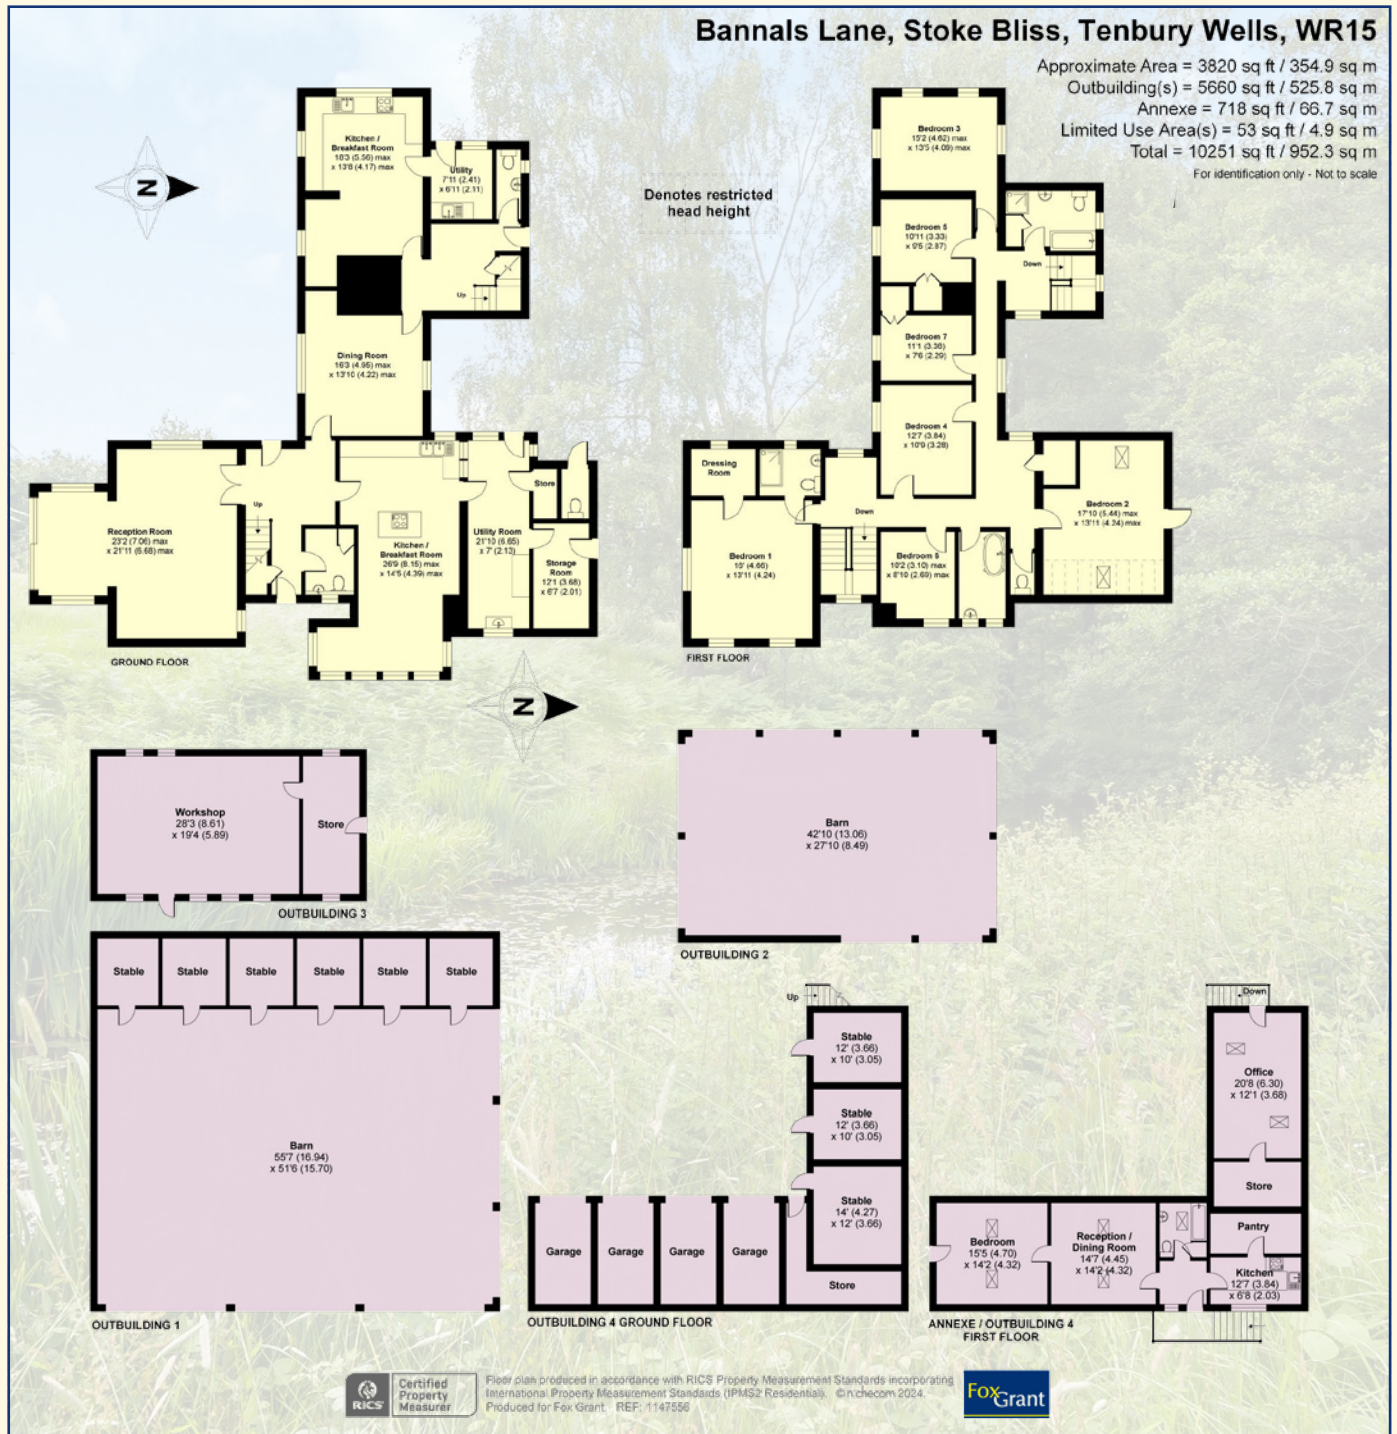 Bannals Lane, Stoke Bliss, Tenbury Wells, WR15
Approximate Area = 3820 sq ft / 354.9 sq m
Outbuilding(s) = 5660 sq ft / 525.8 sq m
Annexe = 718 sq ft / 66.7 sq m
Limited Use Area(s) = 53 sq ft / 4.9 sq m
Total = 10251 sq ft / 952.3 sq m
For identification only - Not to scale
Denotes restricted
head height
N
Kitchen /
Breakfast Room
18'3 (5.56) max
x 13'8 (4.17) max
Utility
7'11 (2.41)
x 6'11 (2.11)
Up
Dining Room
16'3 (4.95) max
x 13'10 (4.22) max
Reception Room
23'2 (7.06) max
x 21'11 (6.68) max
Up
Kitchen /
Breakfast Room
26'9 (8.15) max
x 14'5 (4.39) max
Utility Room
21'10 (6.65)
x 7' (2.13)
Store
Storage
Room
12'1 (3.68)
x 6'7 (2.01)
GROUND FLOOR
N
Bedroom 3
15'2 (4.62) max
x 13'5 (4.09) max
Bedroom 5
10'11 (3.33)
x 9'5 (2.87)
Down
Bedroom 7
11'1 (3.38)
x 7'6 (2.29)
Bedroom 4
12'7 (3.84)
x 10'9 (3.28)
Dressing
Room
Down
Bedroom 1
x 13'11 (4.24)
Bedroom 6
10'2 (3.10) max
x 8'10 (2.69) max
Bedroom 2
17'10 (5.44) max
x 13'11 (4.24) max
FIRST FLOOR
Workshop
28'3 (8.61)
x 19'4 (5.89)
Store
OUTBUILDING 3
Barn
42'10 (13.06)
x 27'10 (8.49)
OUTBUILDING 2
Stable
Stable
Stable
Stable
Stable
Stable
Barn
55'7 (16.94)
x 51'6 (15.70)
OUTBUILDING 1
Up
Stable
12' (3.66)
x 10' (3.05)
Stable
12' (3.66)
x 10' (3.05)
Stable
14' (4.27)
x 12' (3.66)
Garage
Garage
Garage
Garage
Store
OUTBUILDING 4 GROUND FLOOR
Down
Office
20'8 (6.30)
x 12'1 (3.68)
Store
Pantry
Kitchen
12'7 (3.84)
x 6'8 (2.03)
Bedroom
15'5 (4.70)
x 14'2 (4.32)
Reception /
Dining Room
14'7 (4.45)
x 14'2 (4.32)
ANNEXE / OUTBUILDING 4
FIRST FLOOR
RICS
Certified
Property
Measurer
Floor plan produced in accordance with RICS Property Measurement Standards incorporating
International Property Measurement Standards (IPMS2 Residential). © nichecom 2024.
Produced for Fox Grant. REF: 1147556
Fox Grant